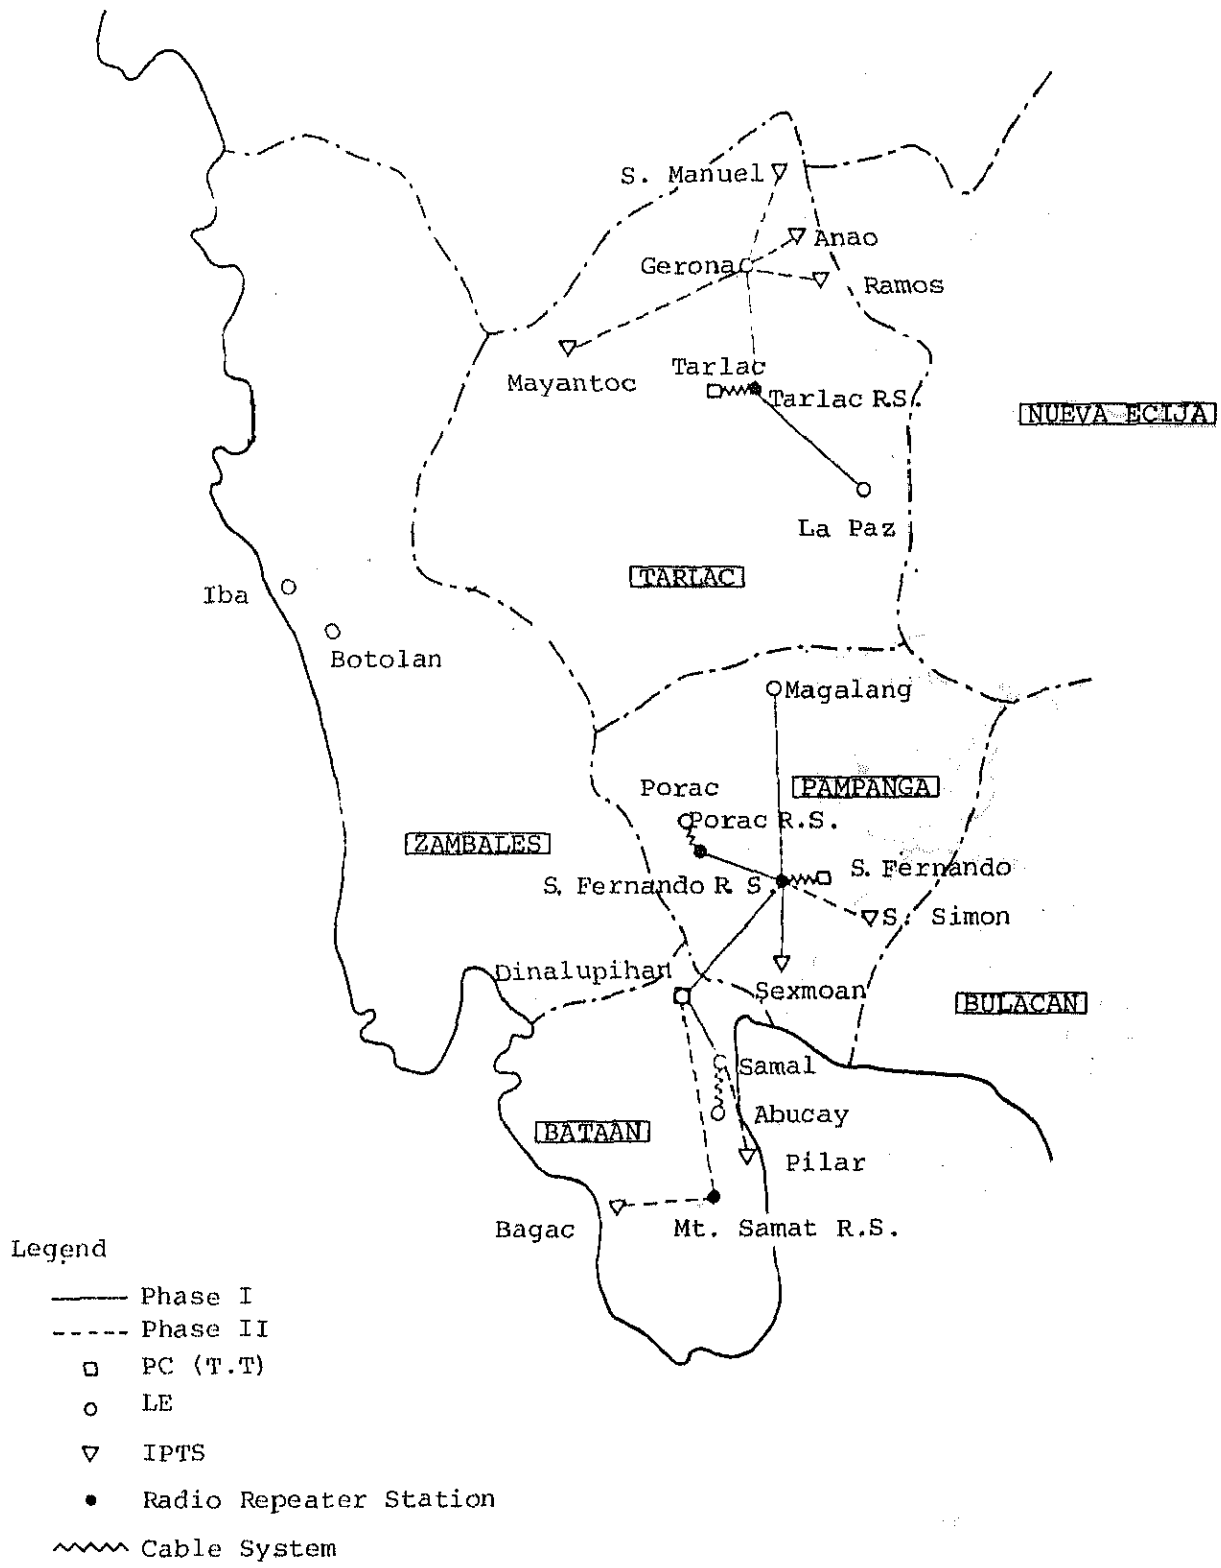 S. Manuel
Anao
Gerona
Ramos
Mayantoc
Tarlac
Tarlac R.S.
NUEVA ECIJA
La Paz
TARLAC
Iba
Botolan
Magalang
Porac
PAMPANGA
Porac R.S.
ZAMBALES
S. Fernando
S. Fernando R S
S. Simon
Dinalupihan
Sexmoan
BULACAN
Samal
Abucay
BATAAN
Pilar
Bagac
Mt. Samat R.S.
Legend
Phase I
Phase II
PC (T.T)
LE
IPTS
Radio Repeater Station
Cable System